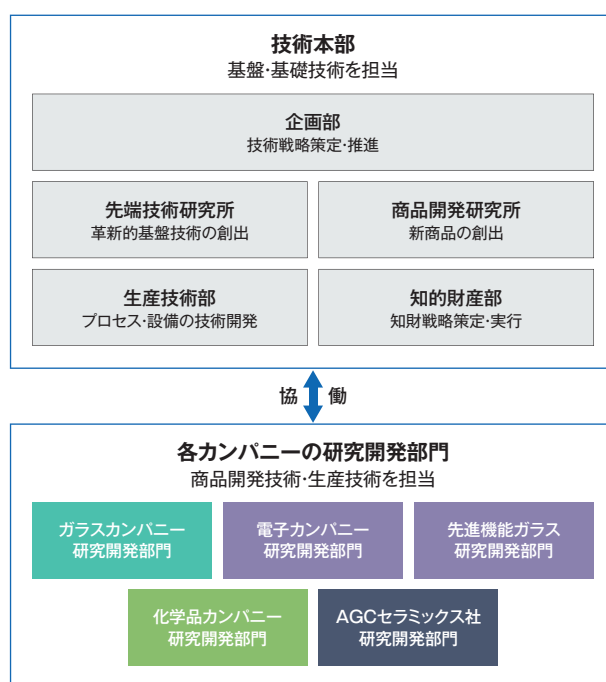 技術本部
基盤・基礎技術を担当
企画部
技術戦略策定・推進
先端技術研究所
革新的基盤技術の創出
商品開発研究所
新商品の創出
生産技術部
プロセス・設備の技術開発
知的財産部
知財戦略策定・実行
協 働
各カンパニーの研究開発部門
商品開発技術・生産技術を担当
ガラスカンパニー
研究開発部門
電子カンパニー
研究開発部門
先進機能ガラス
研究開発部門
化学品カンパニー
研究開発部門
AGCセラミックス社
研究開発部門